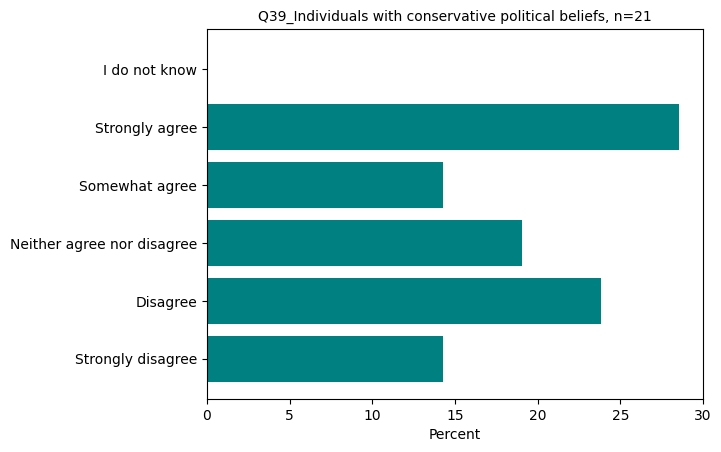 Q39_Individuals with conservative political beliefs, n=21
I do not know
Strongly agree
Somewhat agree
Neither agree nor disagree
Disagree
Strongly disagree
0 5 10 15 20 25 30
Percent